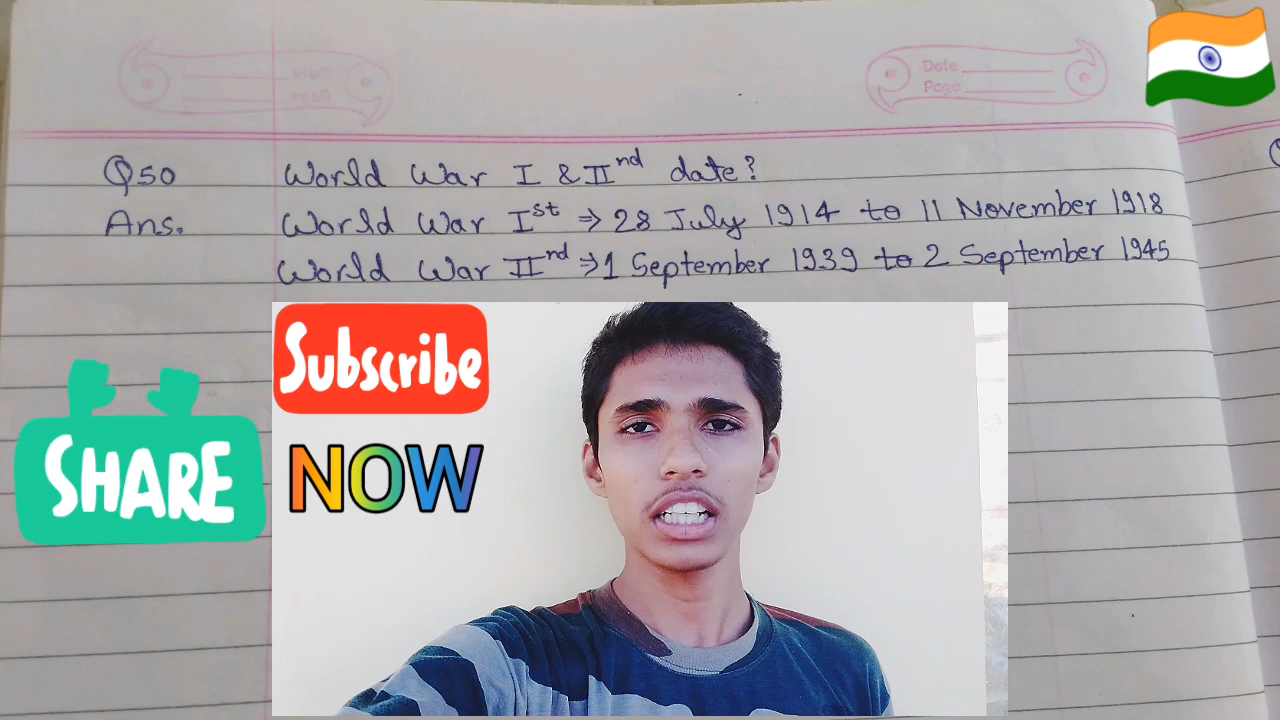 Date
Page
Q50 World War I & IInd date?
Ans. World War Ist ⇒ 28 July 1914 to 11 November 1918
World War IInd ⇒ 1 September 1939 to 2 September 1945
Subscribe
SHARE
NOW